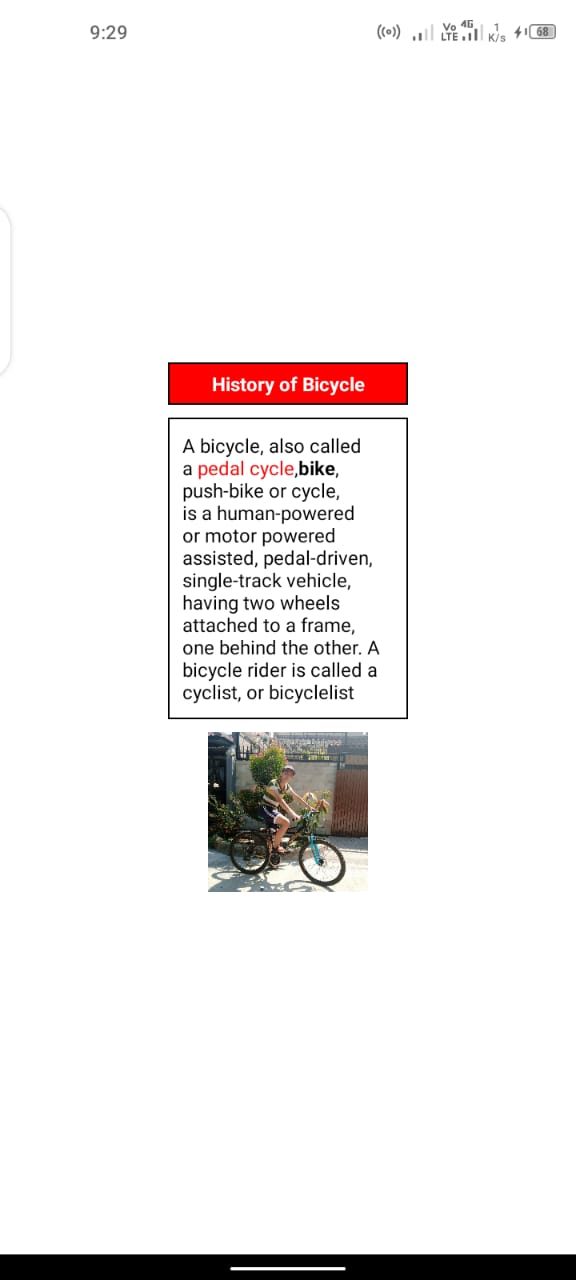 9:29
Vo 4G 1
LTE K/s 68
History of Bicycle
A bicycle, also called
a pedal cycle,bike,
push-bike or cycle,
is a human-powered
or motor powered
assisted, pedal-driven,
single-track vehicle,
having two wheels
attached to a frame,
one behind the other. A
bicycle rider is called a
cyclist, or bicyclelist